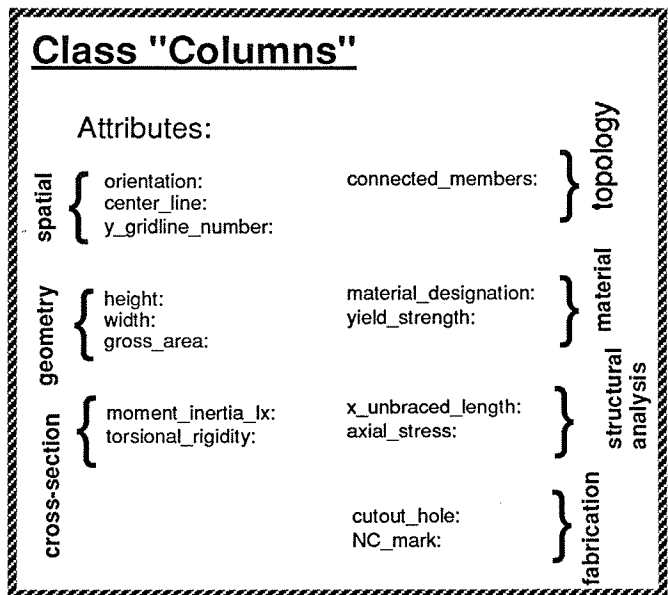 Class "Columns"
Attributes:
spatial
orientation:
center_line:
y_gridline_number:
connected_members:
topology
geometry
height:
width:
gross_area:
material_designation:
yield_strength:
material
cross-section
moment_inertia_Ix:
torsional_rigidity:
x_unbraced_length:
axial_stress:
structural
analysis
cutout_hole:
NC_mark:
fabrication